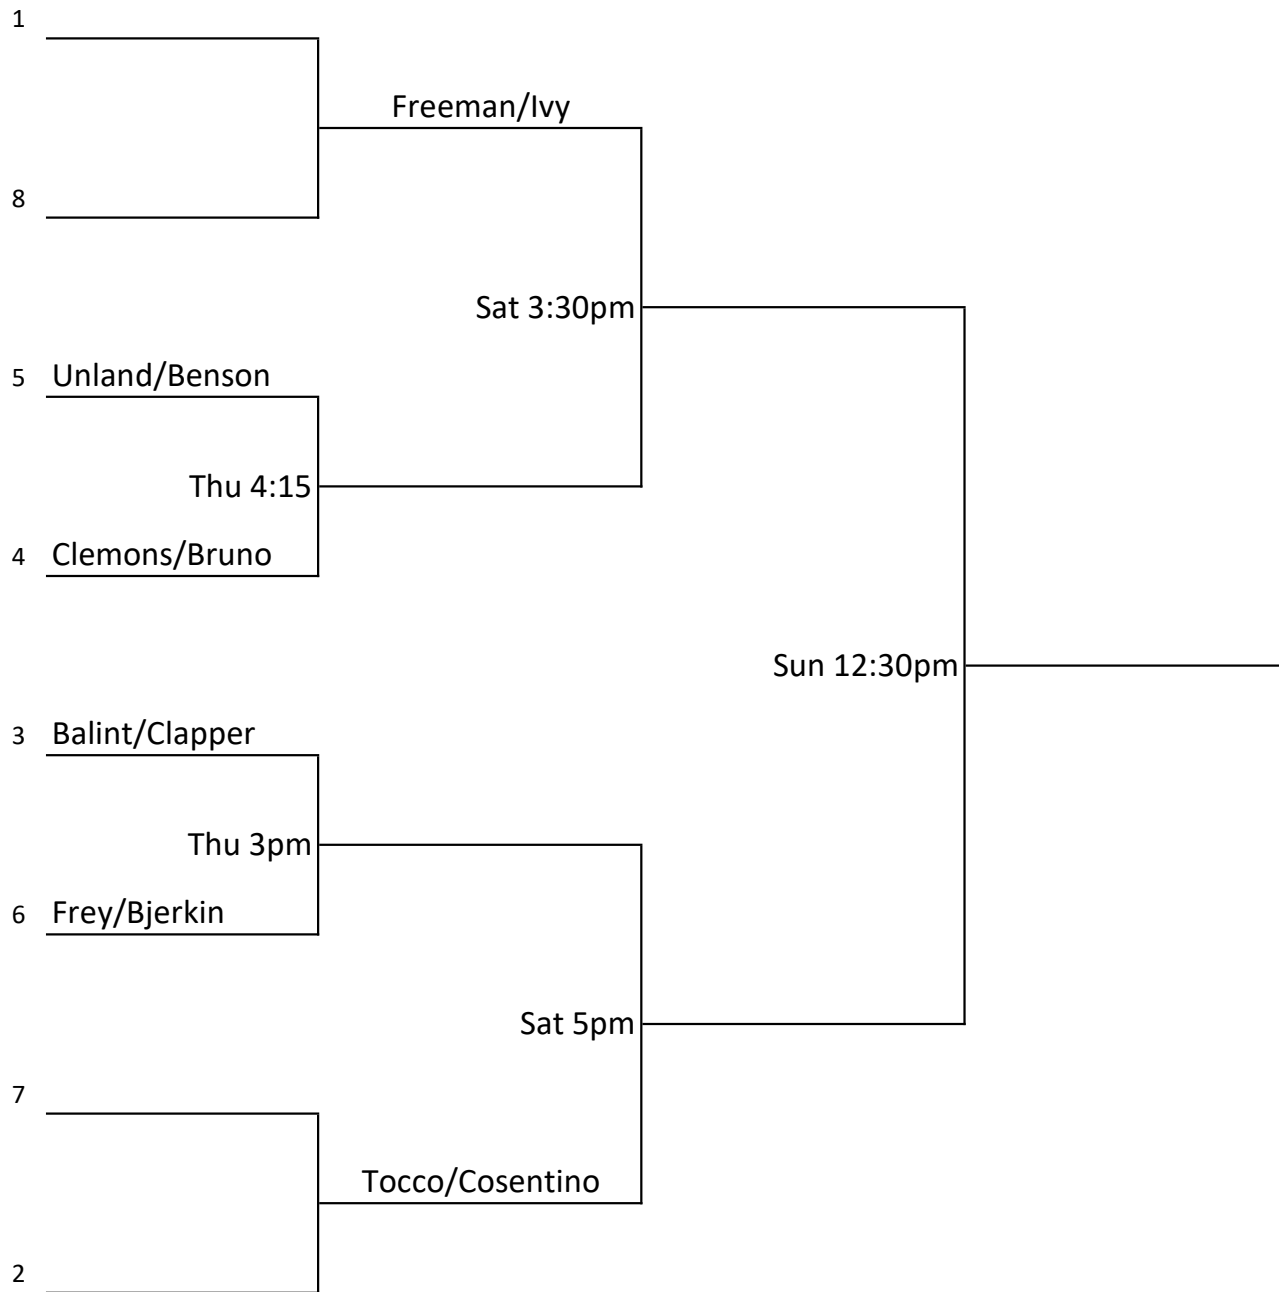 1
Freeman/Ivy
8
Sat 3:30pm
5 Unland/Benson
Thu 4:15
4 Clemons/Bruno
Sun 12:30pm
3 Balint/Clapper
Thu 3pm
6 Frey/Bjerkin
Sat 5pm
7
Tocco/Cosentino
2